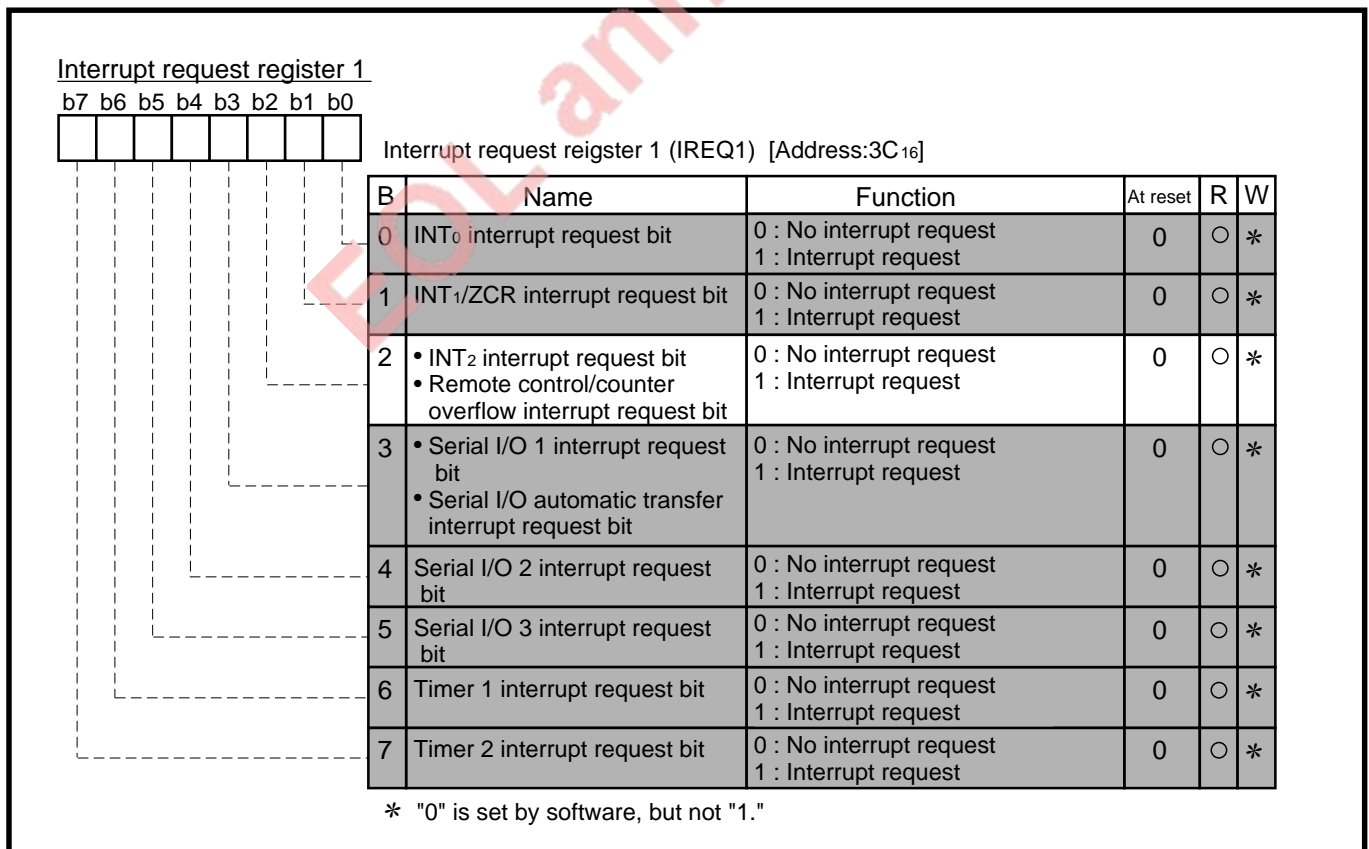 Interrupt request register 1
b7 b6 b5 b4 b3 b2 b1 b0
Interrupt request reigster 1 (IREQ1) [Address:3C16]
B Name Function At reset R W
0 INT0 interrupt request bit 0 : No interrupt request 0 ○ *
1 : Interrupt request
1 INT1/ZCR interrupt request bit 0 : No interrupt request 0 ○ *
1 : Interrupt request
2 • INT2 interrupt request bit 0 : No interrupt request 0 ○ *
• Remote control/counter 1 : Interrupt request
overflow interrupt request bit
3 • Serial I/O 1 interrupt request 0 : No interrupt request 0 ○ *
bit 1 : Interrupt request
• Serial I/O automatic transfer
interrupt request bit
4 Serial I/O 2 interrupt request 0 : No interrupt request 0 ○ *
bit 1 : Interrupt request
5 Serial I/O 3 interrupt request 0 : No interrupt request 0 ○ *
bit 1 : Interrupt request
6 Timer 1 interrupt request bit 0 : No interrupt request 0 ○ *
1 : Interrupt request
7 Timer 2 interrupt request bit 0 : No interrupt request 0 ○ *
1 : Interrupt request
* "0" is set by software, but not "1."
EOL